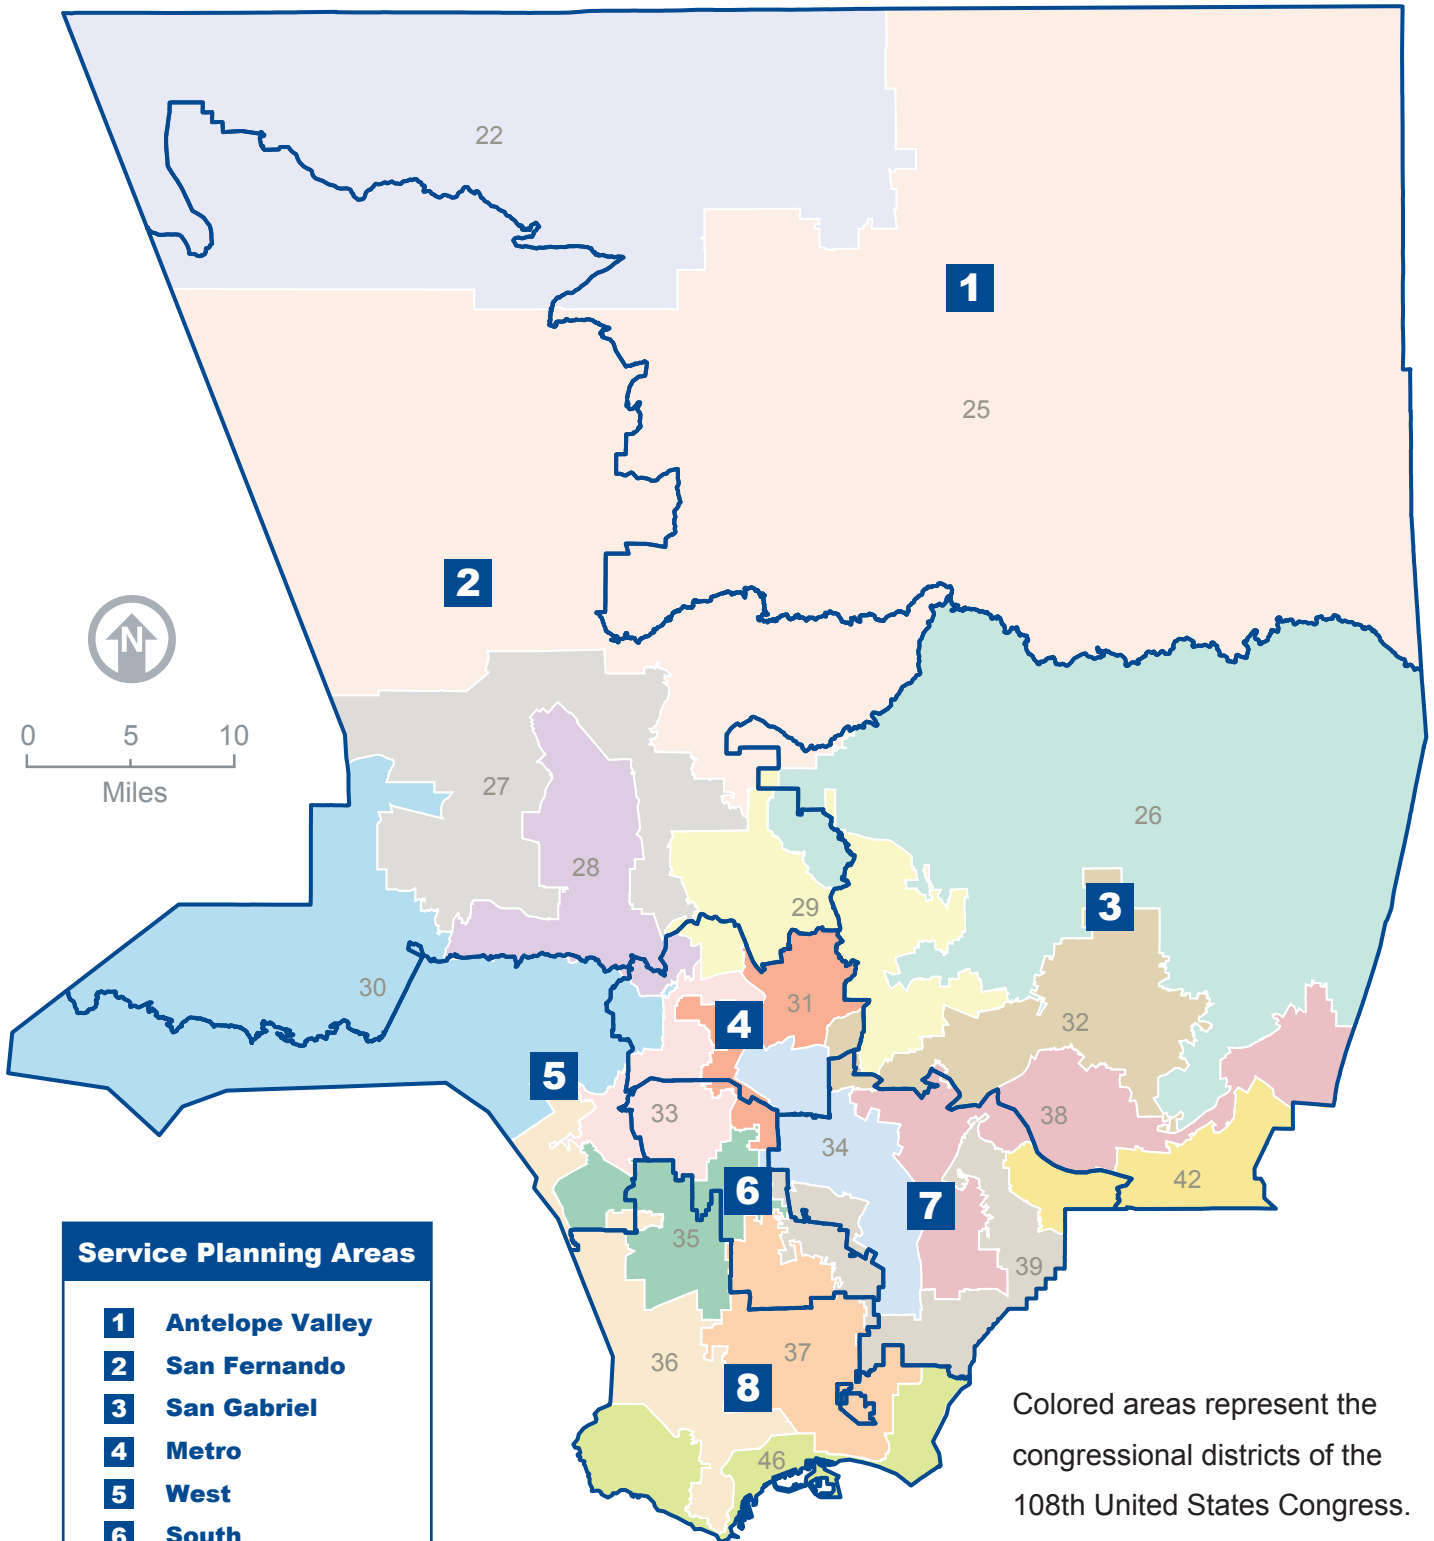 22
1
25
2
N
0 5 10
Miles
27
26
28
3
29
30
31
32
4
5
33
38
34
42
6
7
35
39
Service Planning Areas
1 Antelope Valley
2 San Fernando
3 San Gabriel
4 Metro
5 West
6 South
36
37
8
46
Colored areas represent the
congressional districts of the
108th United States Congress.